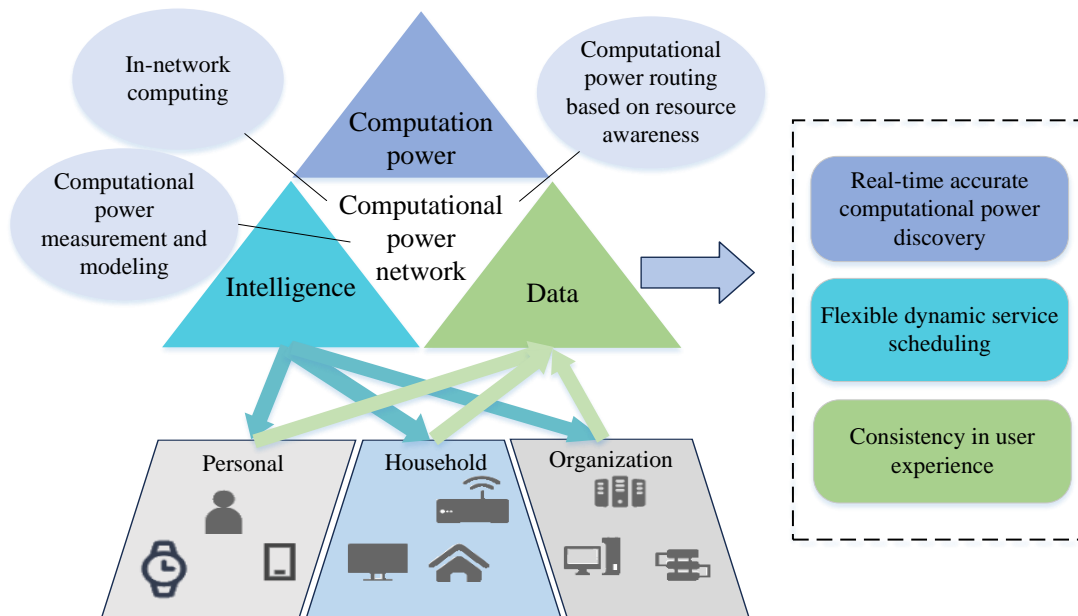 In-network
computing
Computational
power routing
based on resource
awareness
Computation
power
Computational
power
measurement and
modeling
Computational
power
network
Intelligence
Data
Real-time accurate
computational power
discovery
Flexible dynamic service
scheduling
Consistency in user
experience
Personal
Household
Organization